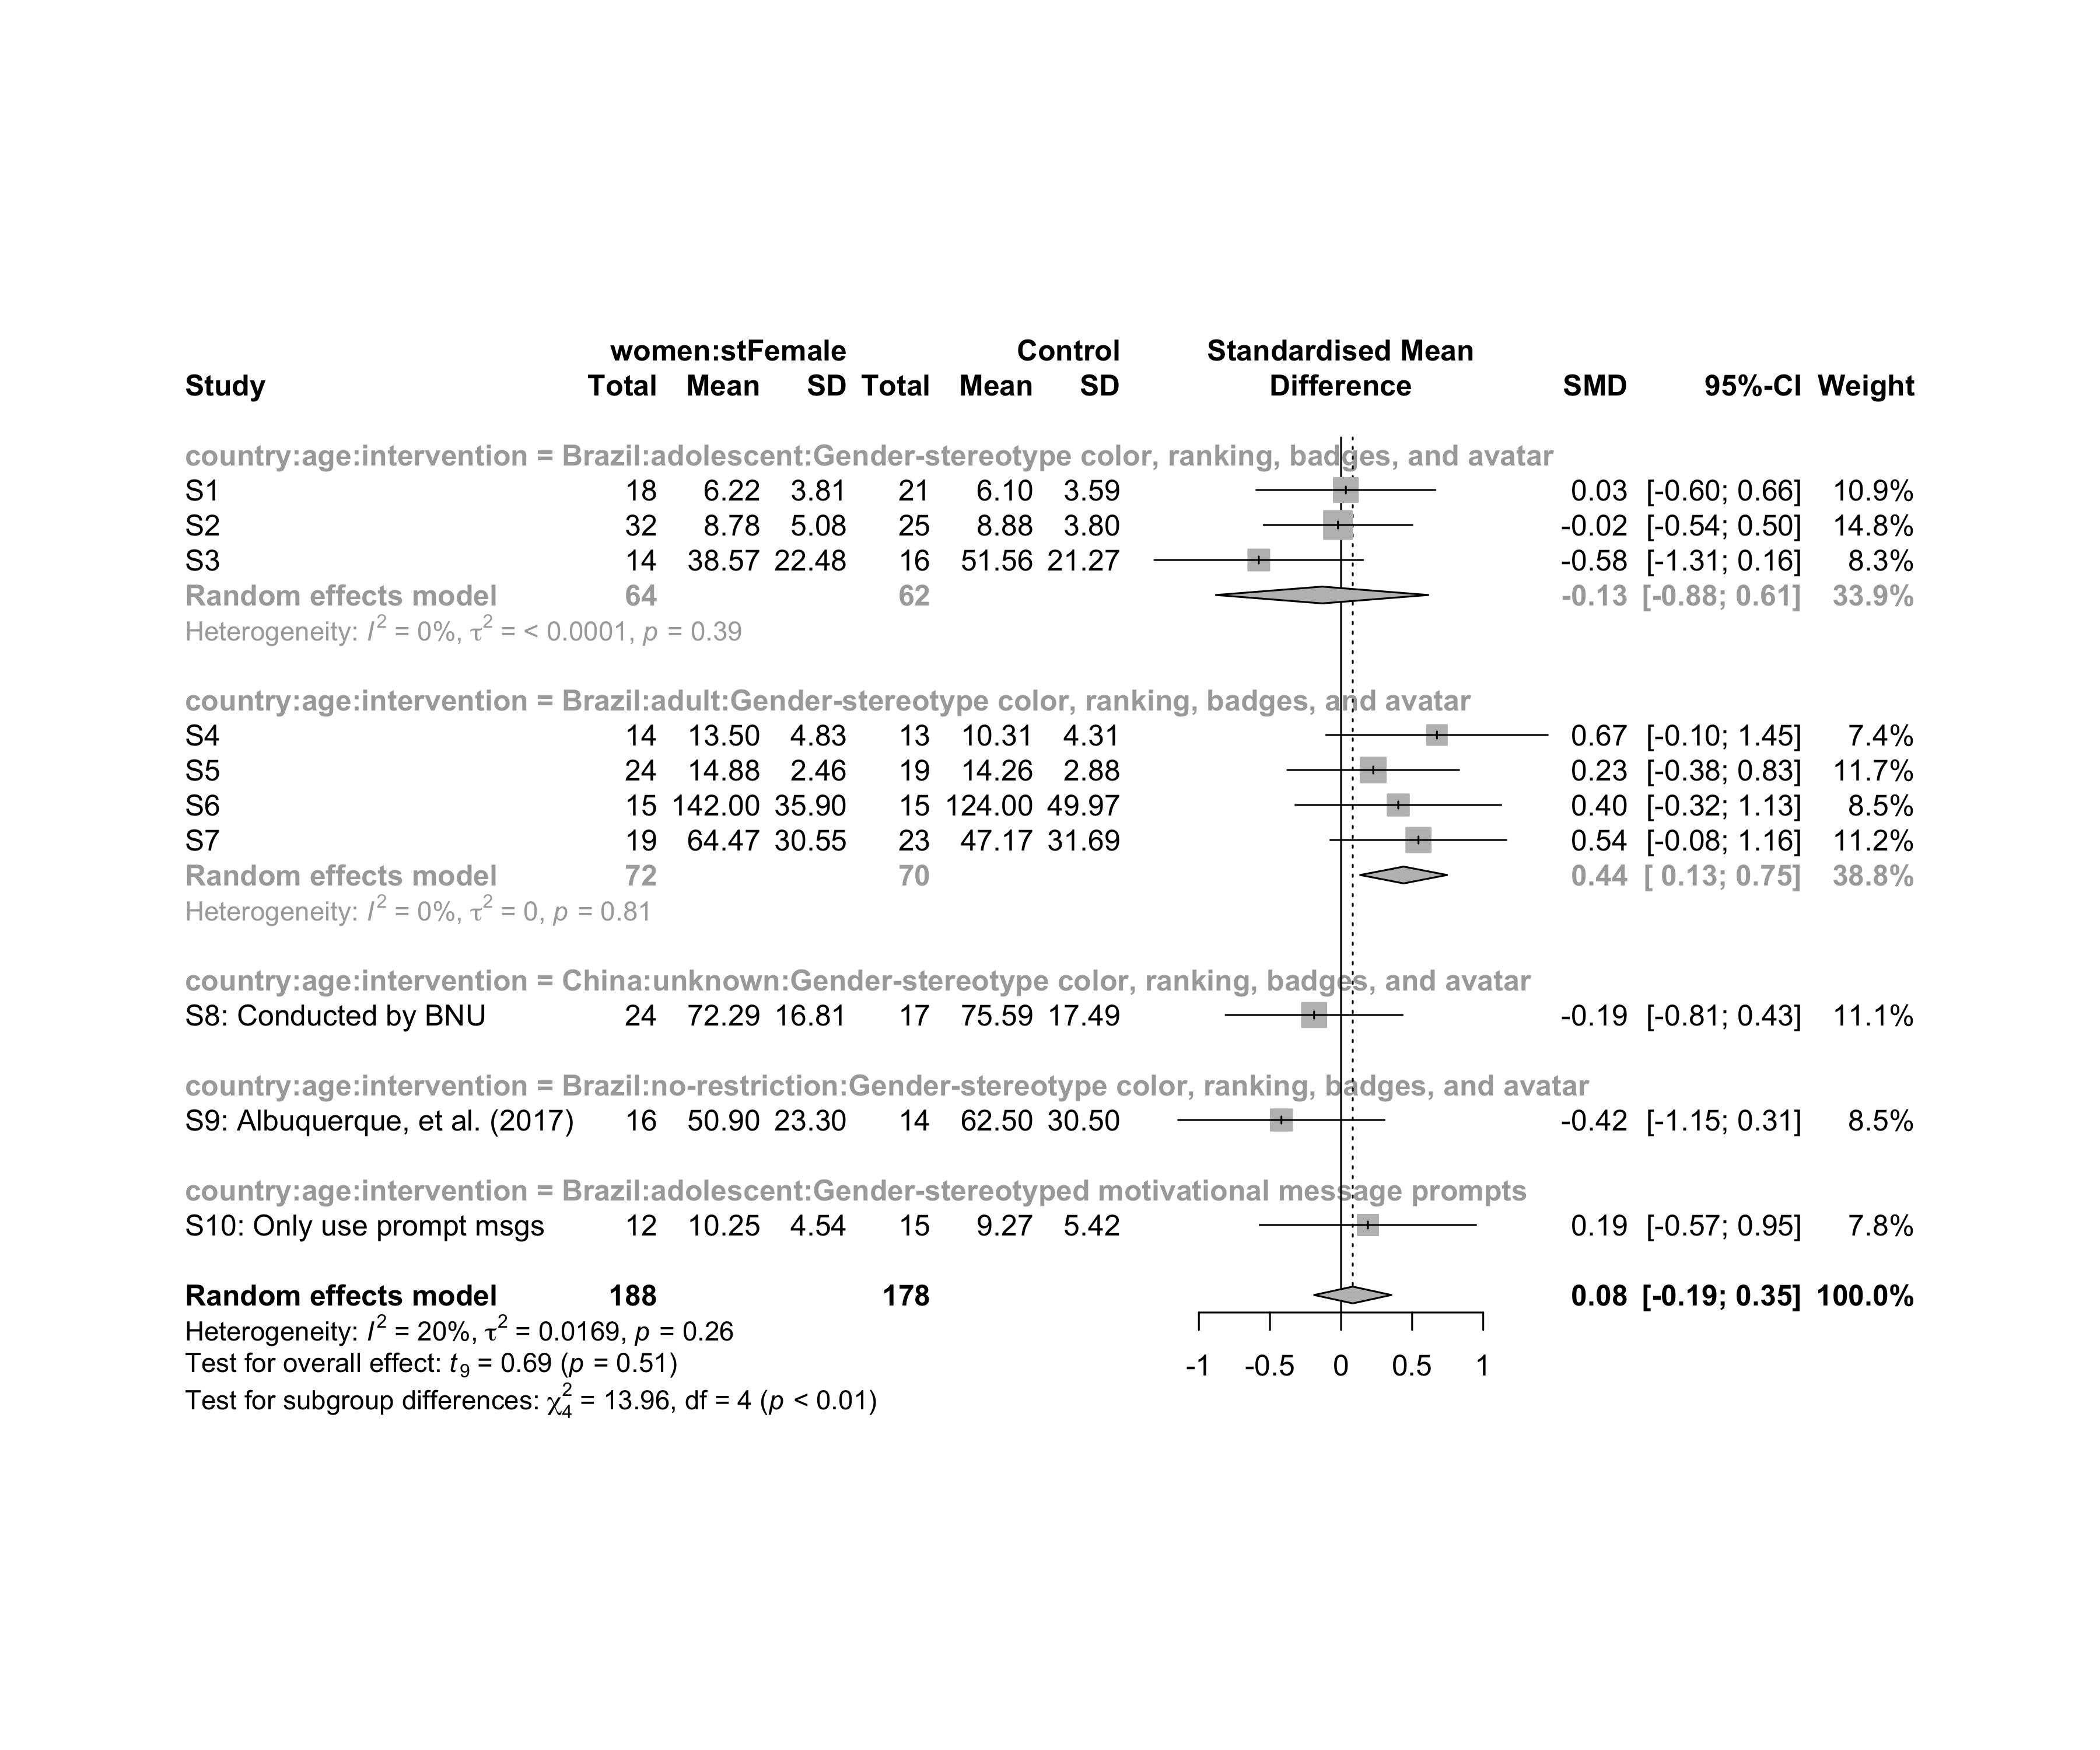 women:stFemale Control Standardised Mean
Study Total Mean SD Total Mean SD Difference SMD 95%-CI Weight
country:age:intervention = Brazil:adolescent:Gender-stereotype color, ranking, badges, and avatar
S1 18 6.22 3.81 21 6.10 3.59 0.03 [-0.60; 0.66] 10.9%
S2 32 8.78 5.08 25 8.88 3.80 -0.02 [-0.54; 0.50] 14.8%
S3 14 38.57 22.48 16 51.56 21.27 -0.58 [-1.31; 0.16] 8.3%
Random effects model 64 62 -0.13 [-0.88; 0.61] 33.9%
Heterogeneity: I² = 0%, τ² = < 0.0001, p = 0.39
country:age:intervention = Brazil:adult:Gender-stereotype color, ranking, badges, and avatar
S4 14 13.50 4.83 13 10.31 4.31 0.67 [-0.10; 1.45] 7.4%
S5 24 14.88 2.46 19 14.26 2.88 0.23 [-0.38; 0.83] 11.7%
S6 15 142.00 35.90 15 124.00 49.97 0.40 [-0.32; 1.13] 8.5%
S7 19 64.47 30.55 23 47.17 31.69 0.54 [-0.08; 1.16] 11.2%
Random effects model 72 70 0.44 [ 0.13; 0.75] 38.8%
Heterogeneity: I² = 0%, τ² = 0, p = 0.81
country:age:intervention = China:unknown:Gender-stereotype color, ranking, badges, and avatar
S8: Conducted by BNU 24 72.29 16.81 17 75.59 17.49 -0.19 [-0.81; 0.43] 11.1%
country:age:intervention = Brazil:no-restriction:Gender-stereotype color, ranking, badges, and avatar
S9: Albuquerque, et al. (2017) 16 50.90 23.30 14 62.50 30.50 -0.42 [-1.15; 0.31] 8.5%
country:age:intervention = Brazil:adolescent:Gender-stereotyped motivational message prompts
S10: Only use prompt msgs 12 10.25 4.54 15 9.27 5.42 0.19 [-0.57; 0.95] 7.8%
Random effects model 188 178 0.08 [-0.19; 0.35] 100.0%
Heterogeneity: I² = 20%, τ² = 0.0169, p = 0.26
Test for overall effect: t₉ = 0.69 (p = 0.51)
-1 -0.5 0 0.5 1
Test for subgroup differences: χ²₄ = 13.96, df = 4 (p < 0.01)